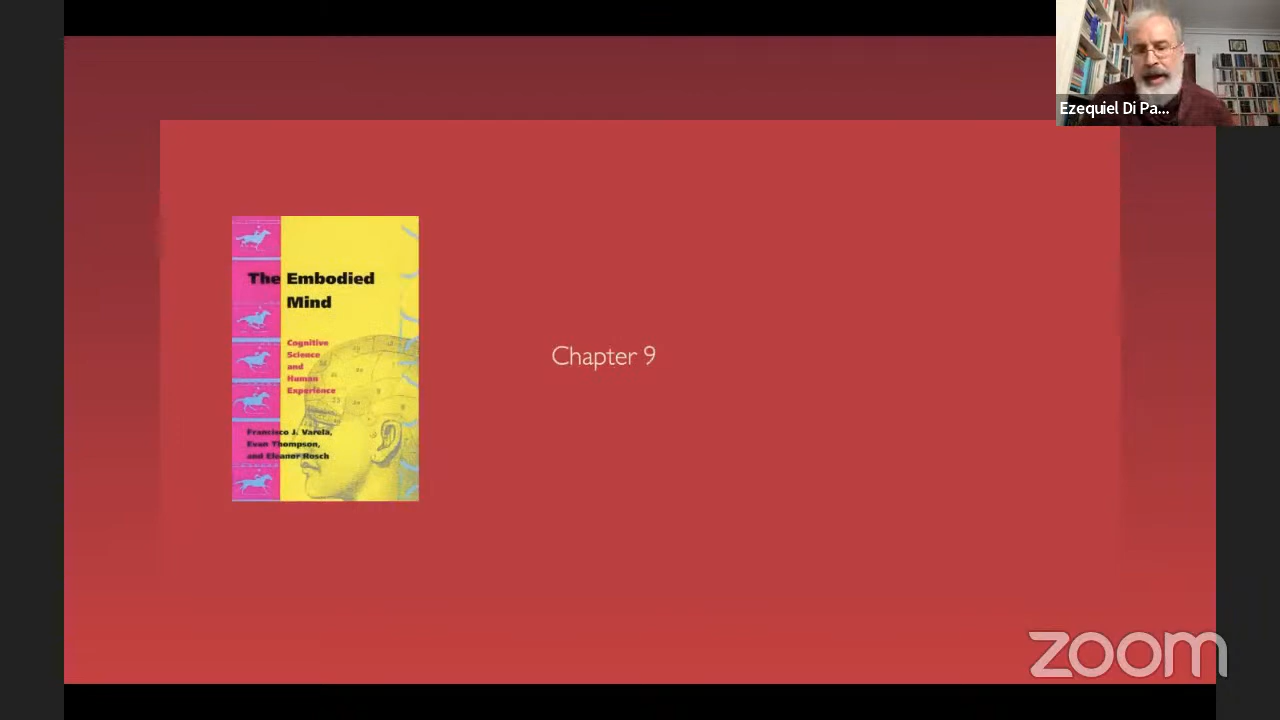 Ezequiel Di Pa...
The Embodied
Mind
Cognitive
Science
and
Human
Experience
Francisco J. Varela,
Evan Thompson,
and Eleanor Rosch
Chapter 9
zoom